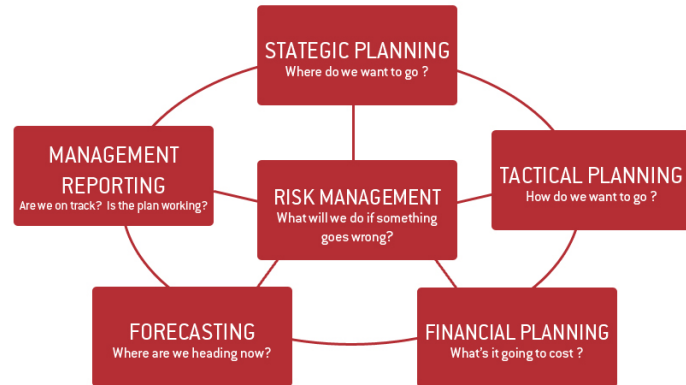 STATEGIC PLANNING
Where do we want to go ?
MANAGEMENT
REPORTING
Are we on track? Is the plan working?
RISK MANAGEMENT
What will we do if something
goes wrong?
TACTICAL PLANNING
How do we want to go ?
FORECASTING
Where are we heading now?
FINANCIAL PLANNING
What's it going to cost ?